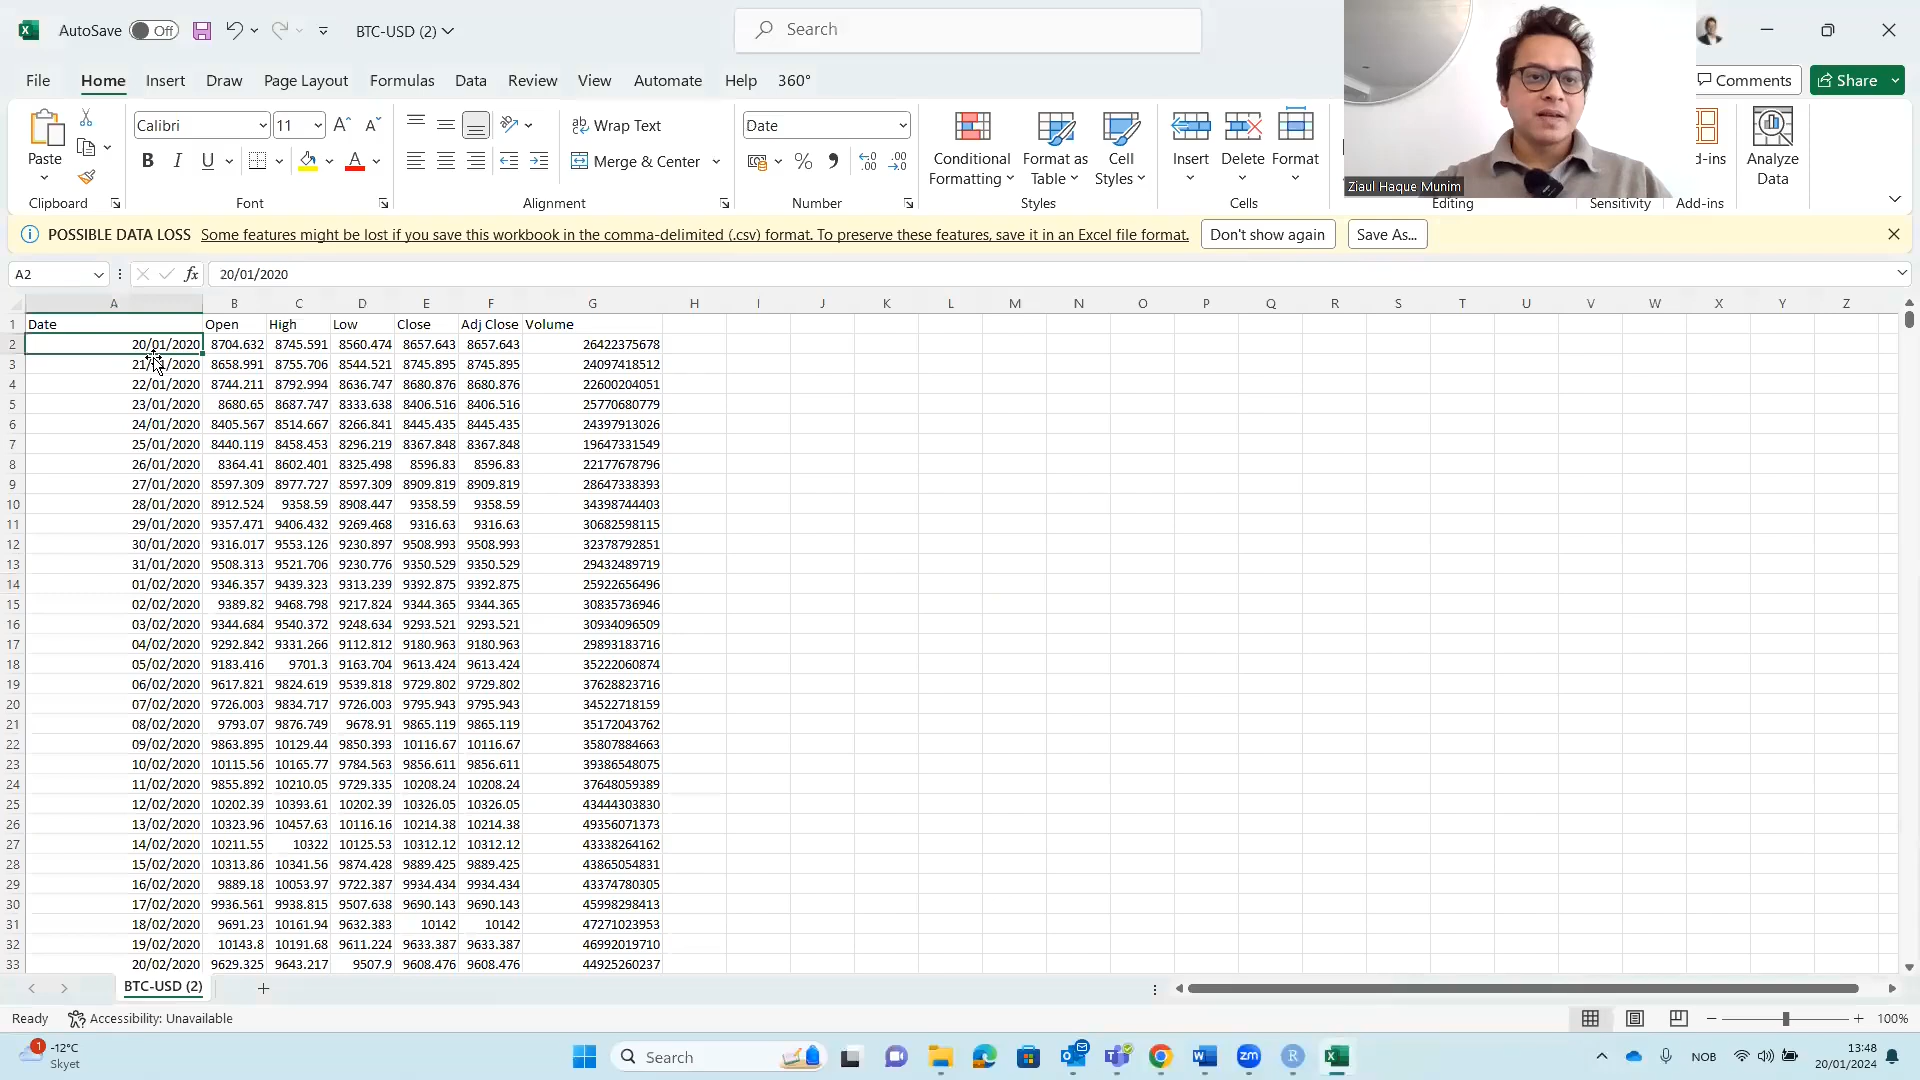 AutoSave Off BTC-USD (2) Search
File Home Insert Draw Page Layout Formulas Data Review View Automate Help 360° Comments Share
Paste Calibri 11 Wrap Text Date Conditional Formatting Format as Table Cell Styles Insert Delete Format d-ins Analyze Data
B I U Merge & Center
Ziaul Haque Munim
Clipboard Font Alignment Number Styles Cells Editing Sensitivity Add-ins
POSSIBLE DATA LOSS Some features might be lost if you save this workbook in the comma-delimited (.csv) format. To preserve these features, save it in an Excel file format. Don't show again Save As...
A2 fx 20/01/2020
A B C D E F G H I J K L M N O P Q R S T U V W X Y Z
1 Date Open High Low Close Adj Close Volume
2 20/01/2020 8704.632 8745.591 8560.474 8657.643 8657.643 26422375678
3 21/01/2020 8658.991 8755.706 8544.521 8745.895 8745.895 24097418512
4 22/01/2020 8744.211 8792.994 8636.747 8680.876 8680.876 22600204051
5 23/01/2020 8680.65 8687.747 8333.638 8406.516 8406.516 25770680779
6 24/01/2020 8405.567 8514.667 8266.841 8445.435 8445.435 24397913026
7 25/01/2020 8440.119 8458.453 8296.219 8367.848 8367.848 19647331549
8 26/01/2020 8364.41 8602.401 8325.498 8596.83 8596.83 22177678796
9 27/01/2020 8597.309 8977.727 8597.309 8909.819 8909.819 28647338393
10 28/01/2020 8912.524 9358.59 8908.447 9358.59 9358.59 34398744403
11 29/01/2020 9357.471 9406.432 9269.468 9316.63 9316.63 30682598115
12 30/01/2020 9316.017 9553.126 9230.897 9508.993 9508.993 32378792851
13 31/01/2020 9508.313 9521.706 9230.776 9350.529 9350.529 29432489719
14 01/02/2020 9346.357 9439.323 9313.239 9392.875 9392.875 25922656496
15 02/02/2020 9389.82 9468.798 9217.824 9344.365 9344.365 30835736946
16 03/02/2020 9344.684 9540.372 9248.634 9293.521 9293.521 30934096509
17 04/02/2020 9292.842 9331.266 9112.812 9180.963 9180.963 29893183716
18 05/02/2020 9183.416 9701.3 9163.704 9613.424 9613.424 35222060874
19 06/02/2020 9617.821 9824.619 9539.818 9729.802 9729.802 37628823716
20 07/02/2020 9726.003 9834.717 9726.003 9795.943 9795.943 34522718159
21 08/02/2020 9793.07 9876.749 9678.91 9865.119 9865.119 35172043762
22 09/02/2020 9863.895 10129.44 9850.393 10116.67 10116.67 35807884663
23 10/02/2020 10115.56 10165.77 9784.563 9856.611 9856.611 39386548075
24 11/02/2020 9855.892 10210.05 9729.335 10208.24 10208.24 37648059389
25 12/02/2020 10202.39 10393.61 10202.39 10326.05 10326.05 43444303830
26 13/02/2020 10323.96 10457.63 10116.16 10214.38 10214.38 49356071373
27 14/02/2020 10211.55 10322 10125.53 10312.12 10312.12 43338264162
28 15/02/2020 10313.86 10341.56 9874.428 9889.425 9889.425 43865054831
29 16/02/2020 9889.18 10053.97 9722.387 9934.434 9934.434 43374780305
30 17/02/2020 9936.561 9938.815 9507.638 9690.143 9690.143 45998298413
31 18/02/2020 9691.23 10161.94 9632.383 10142 10142 47271023953
32 19/02/2020 10143.8 10191.68 9611.224 9633.387 9633.387 46992019710
33 20/02/2020 9629.325 9643.217 9507.9 9608.476 9608.476 44925260237
BTC-USD (2)
Ready Accessibility: Unavailable 100%
1 -12°C
Skyet
Search zm R NOB 13:48
20/01/2024